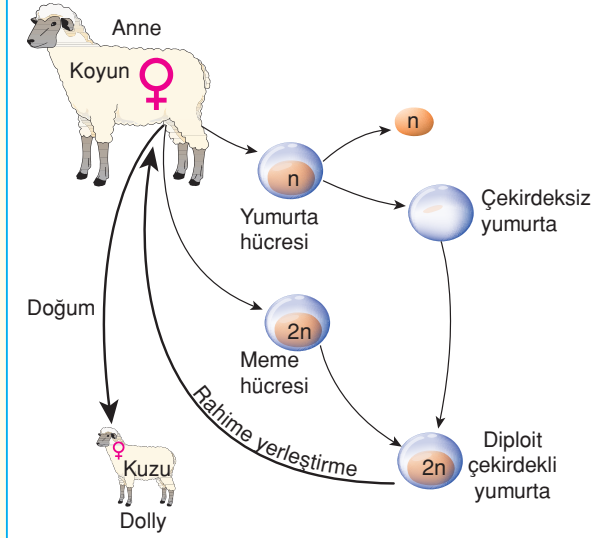 Anne
Koyun
n
n
Yumurta
hücresi
Çekirdeksiz
yumurta
Doğum
2n
Meme
hücresi
Rahime yerleştirme
2n
Diploit
çekirdekli
yumurta
Kuzu
Dolly